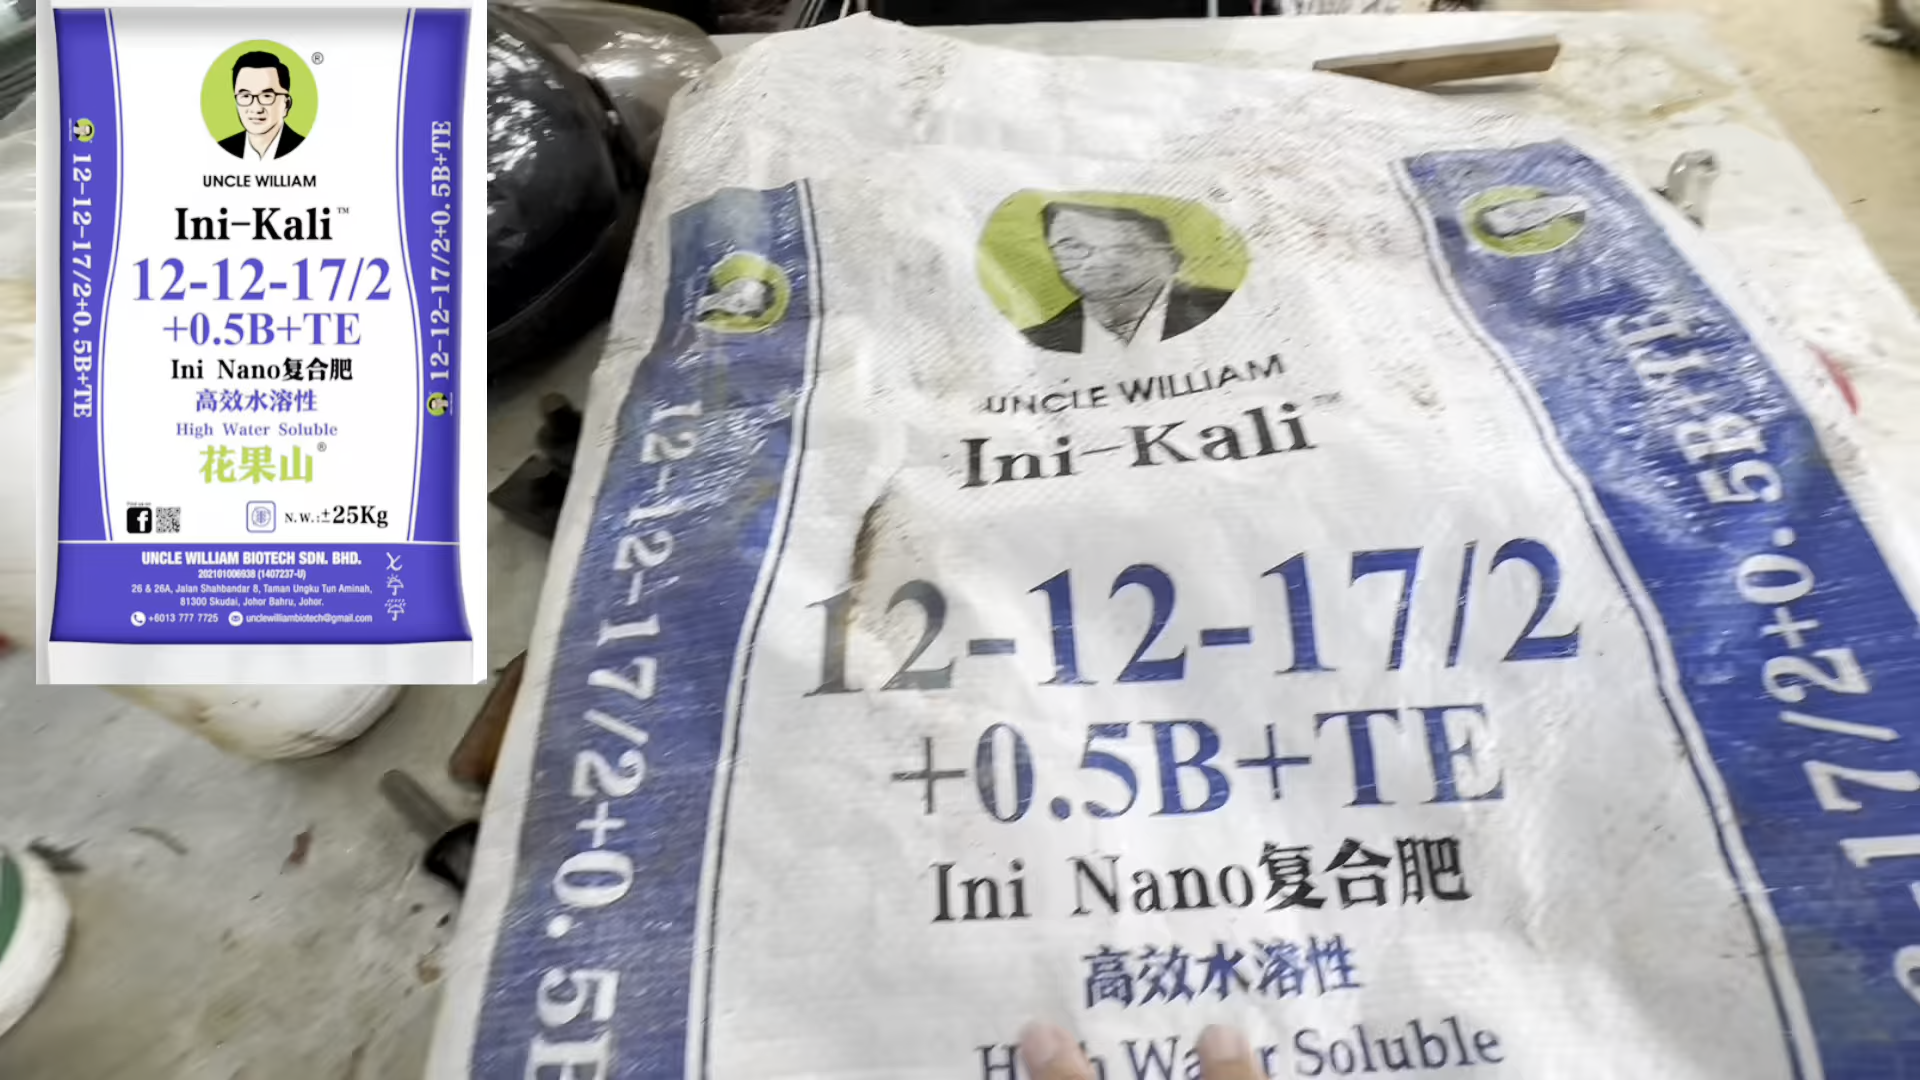 UNCLE WILLIAM
Ini-Kali™
12-12-17/2
+0.5B+TE
Ini Nano复合肥
高效水溶性
High Water Soluble
花果山®
N.W.:±25Kg
UNCLE WILLIAM BIOTECH SDN. BHD.
202101006938 (1407237-U)
26 & 26A, Jalan Shahbandar 8, Taman Ungku Tun Aminah,
81300 Skudai, Johor Bahru, Johor.
+6013 777 7725 unclewilliambiotech@gmail.com
12-12-17/2+0.5B+TE
12-12-17/2+0.5B+TE
UNCLE WILLIAM
Ini-Kali™
12-12-17/2
+0.5B+TE
Ini Nano复合肥
高效水溶性
Soluble
12-12-17/2+0.5B
-17/2+0.5B+TE